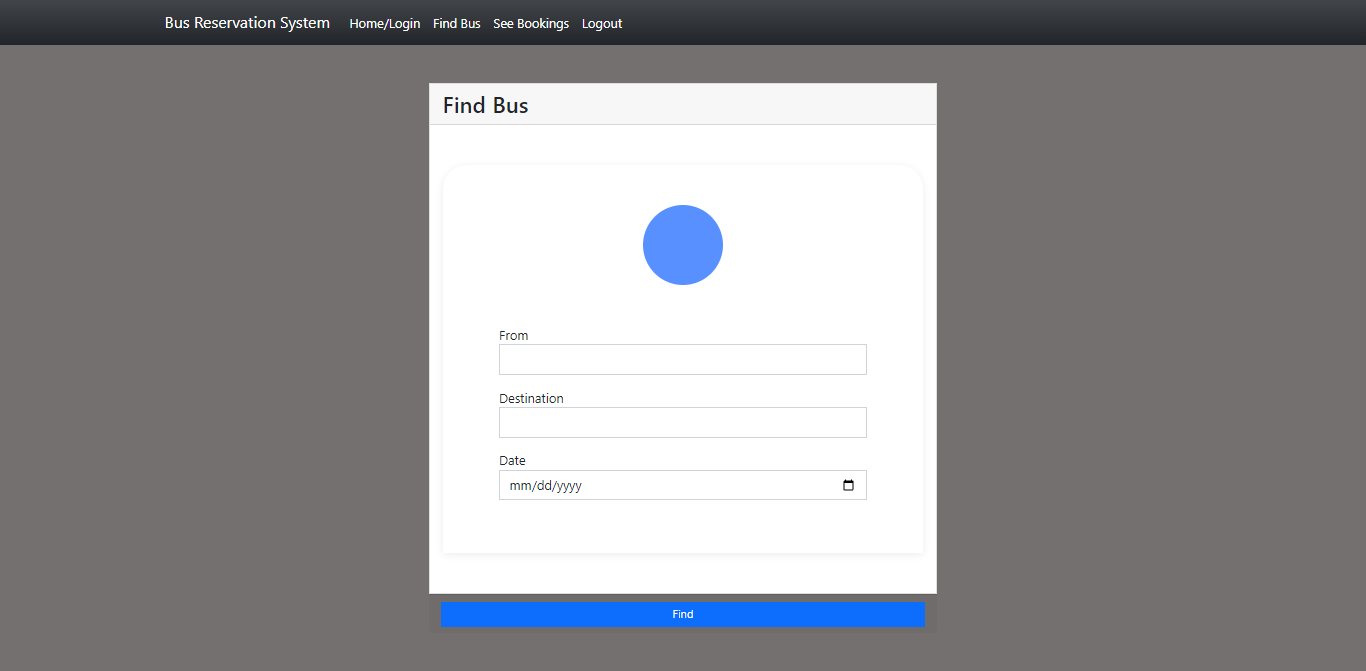 Bus Reservation System Home/Login Find Bus See Bookings Logout
Find Bus
From
Destination
Date
mm/dd/yyyy
Find